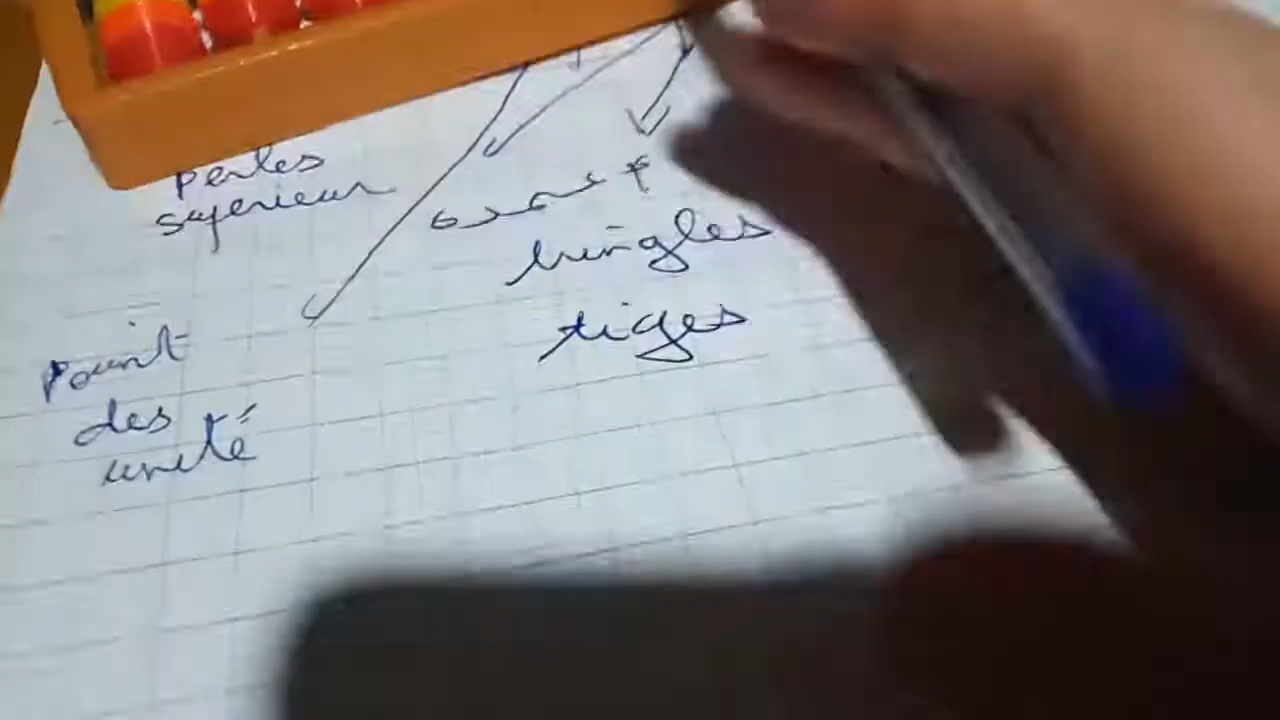 Perles
superieur
tringles
tiges
Point
des
unité